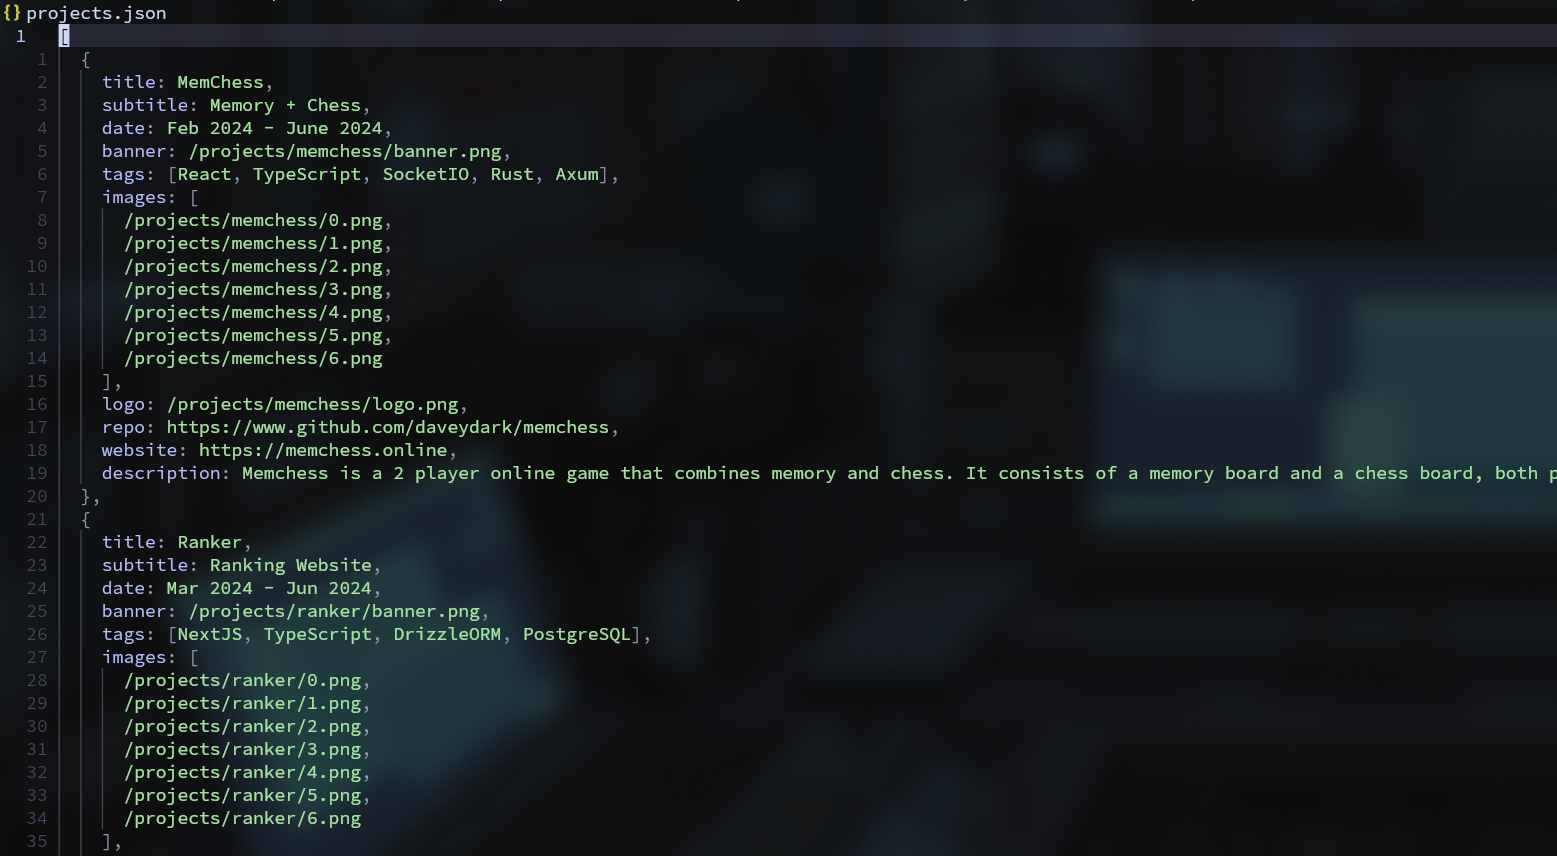 {} projects.json
1 [
1 {
2 title: MemChess,
3 subtitle: Memory + Chess,
4 date: Feb 2024 - June 2024,
5 banner: /projects/memchess/banner.png,
6 tags: [React, TypeScript, SocketIO, Rust, Axum],
7 images: [
8 /projects/memchess/0.png,
9 /projects/memchess/1.png,
10 /projects/memchess/2.png,
11 /projects/memchess/3.png,
12 /projects/memchess/4.png,
13 /projects/memchess/5.png,
14 /projects/memchess/6.png
15 ],
16 logo: /projects/memchess/logo.png,
17 repo: https://www.github.com/daveydark/memchess,
18 website: https://memchess.online,
19 description: Memchess is a 2 player online game that combines memory and chess. It consists of a memory board and a chess board, both p
20 },
21 {
22 title: Ranker,
23 subtitle: Ranking Website,
24 date: Mar 2024 - Jun 2024,
25 banner: /projects/ranker/banner.png,
26 tags: [NextJS, TypeScript, DrizzleORM, PostgreSQL],
27 images: [
28 /projects/ranker/0.png,
29 /projects/ranker/1.png,
30 /projects/ranker/2.png,
31 /projects/ranker/3.png,
32 /projects/ranker/4.png,
33 /projects/ranker/5.png,
34 /projects/ranker/6.png
35 ],